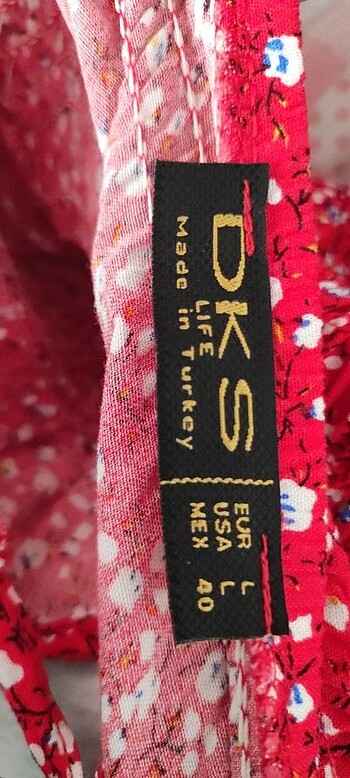 DKS
LIFE
Made in Turkey
EUR L
USA L
MEX 40